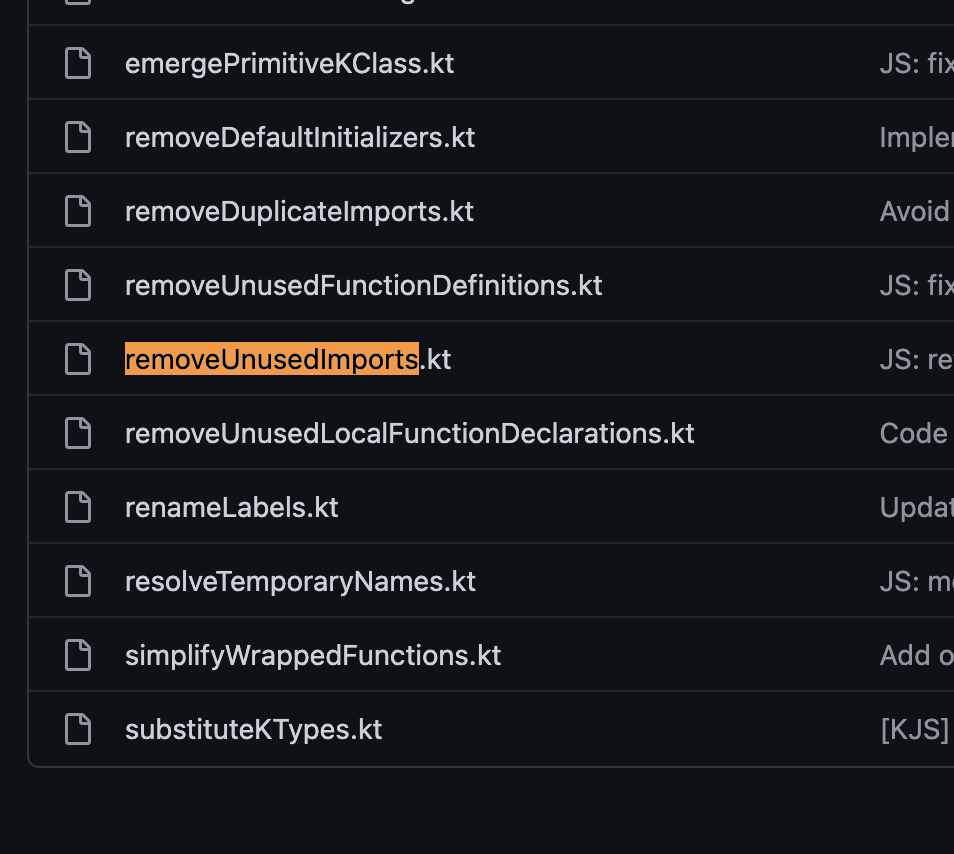 emergePrimitiveKClass.kt JS: fix
removeDefaultInitializers.kt Implem
removeDuplicateImports.kt Avoid
removeUnusedFunctionDefinitions.kt JS: fix
removeUnusedImports.kt JS: re
removeUnusedLocalFunctionDeclarations.kt Code
renameLabels.kt Updat
resolveTemporaryNames.kt JS: mo
simplifyWrappedFunctions.kt Add o
substituteKTypes.kt [KJS]